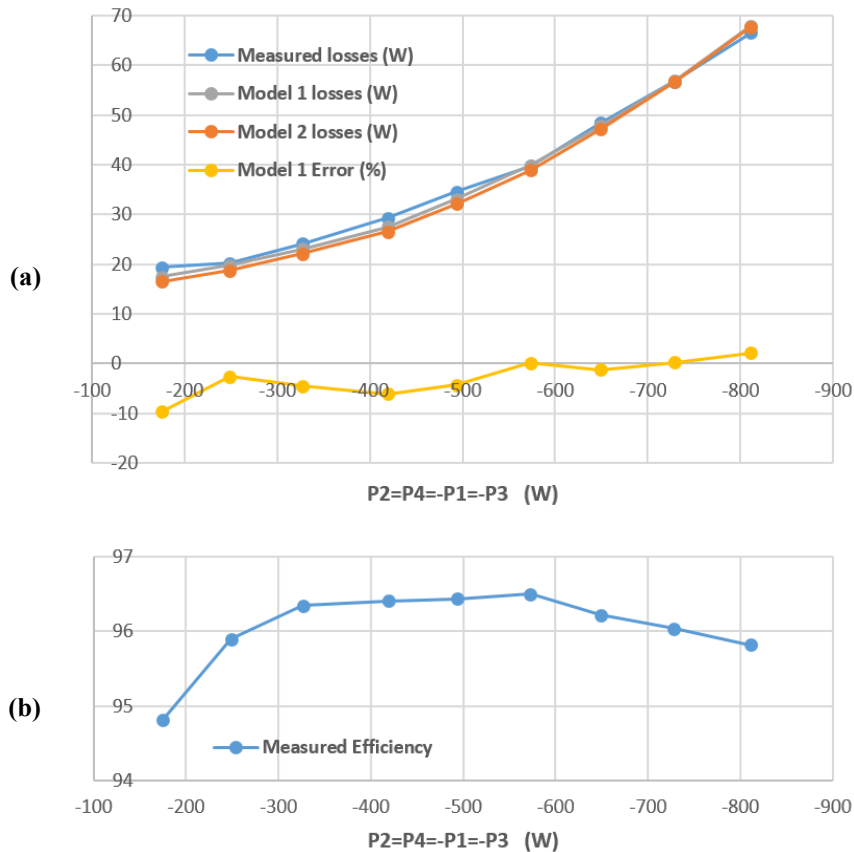 70
Measured losses (W)
60
Model 1 losses (W)
50
Model 2 losses (W)
40
Model 1 Error (%)
30
(a)
20
10
0
-100 -200 -300 -400 -500 -600 -700 -800 -900
-10
-20
P2=P4=-P1=-P3 (W)
97
96
(b)
95
Measured Efficiency
94
-100 -200 -300 -400 -500 -600 -700 -800 -900
P2=P4=-P1=-P3 (W)